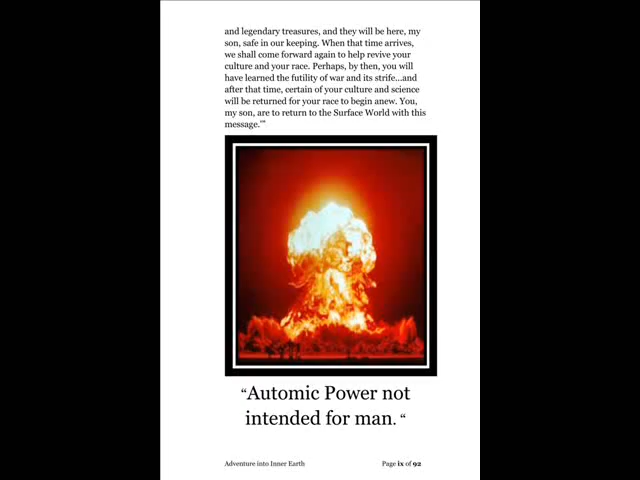 and legendary treasures, and they will be here, my
son, safe in our keeping. When that time arrives,
we shall come forward again to help revive your
culture and your race. Perhaps, by then, you will
have learned the futility of war and its strife...and
after that time, certain of your culture and science
will be returned for your race to begin anew. You,
my son, are to return to the Surface World with this
message.'"
“Automic Power not
intended for man. “
Adventure into Inner Earth Page ix of 92